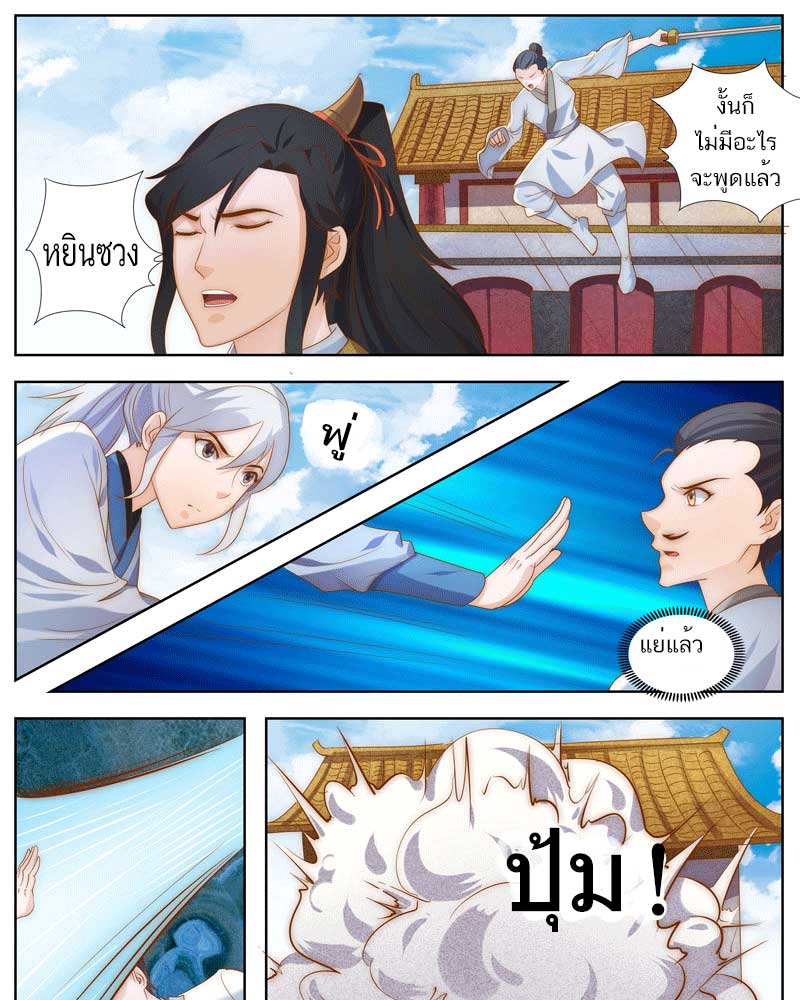 งั้นก็
ไม่มีอะไร
จะพูดแล้ว
หยินซวง
ฟู่
แย่แล้ว
ปุ้ม !